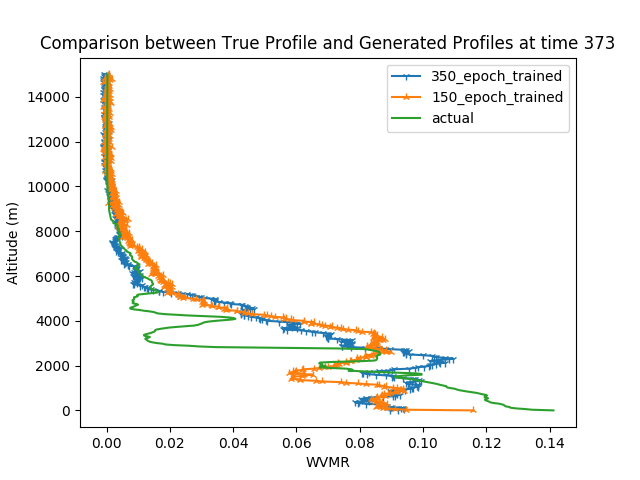 Comparison between True Profile and Generated Profiles at time 373
350_epoch_trained
150_epoch_trained
actual
14000
12000
10000
8000
6000
4000
2000
0
Altitude (m)
0.00 0.02 0.04 0.06 0.08 0.10 0.12 0.14
WVMR